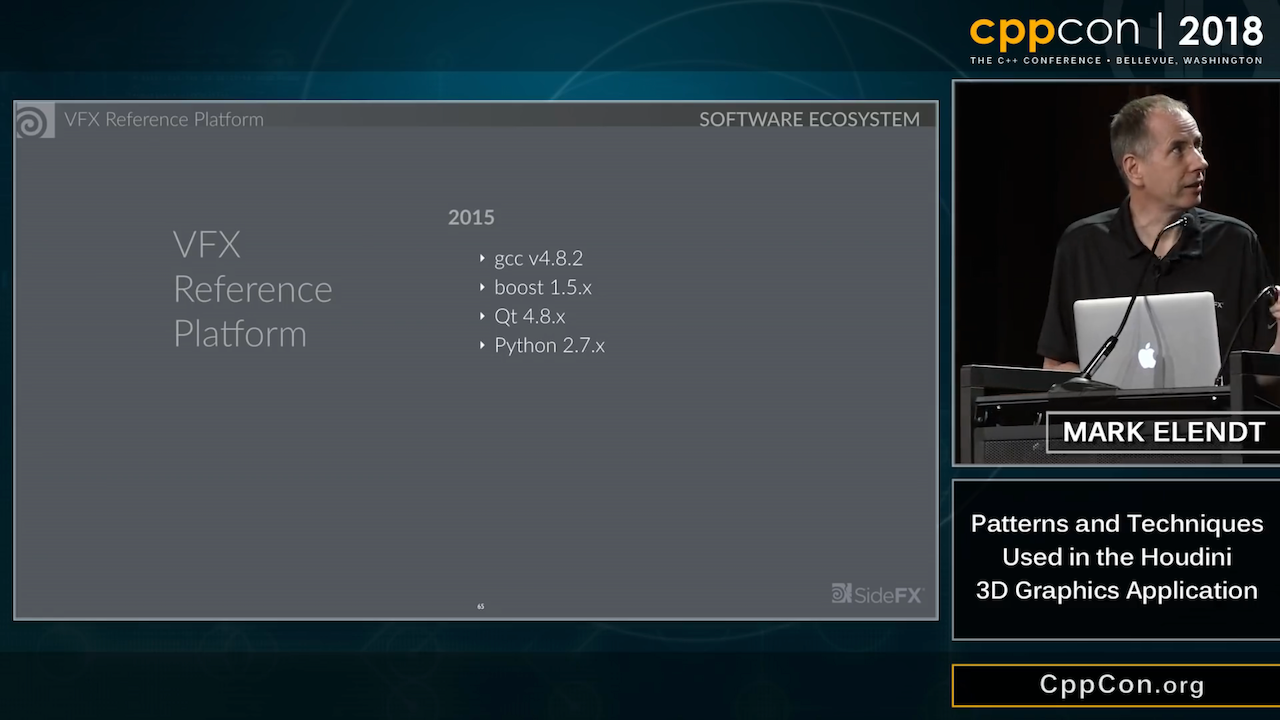 cppcon | 2018
THE C++ CONFERENCE • BELLEVUE, WASHINGTON
VFX Reference Platform
SOFTWARE ECOSYSTEM
VFX
Reference
Platform
2015
gcc v4.8.2
boost 1.5.x
Qt 4.8.x
Python 2.7.x
63
SideFX
MARK ELENDT
Patterns and Techniques
Used in the Houdini
3D Graphics Application
CppCon.org